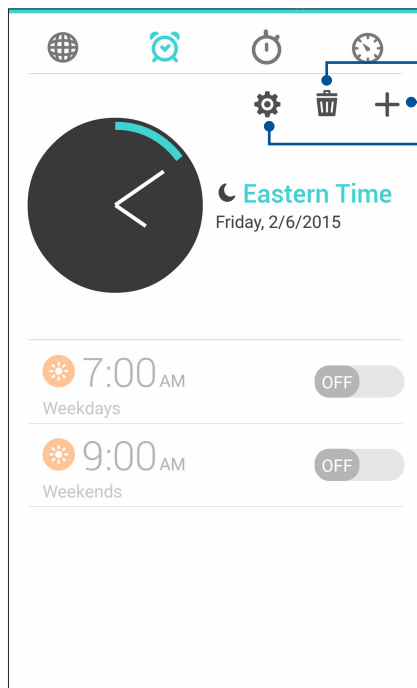 Eastern Time
Friday, 2/6/2015
7:00 AM
OFF
Weekdays
9:00 AM
OFF
Weekends